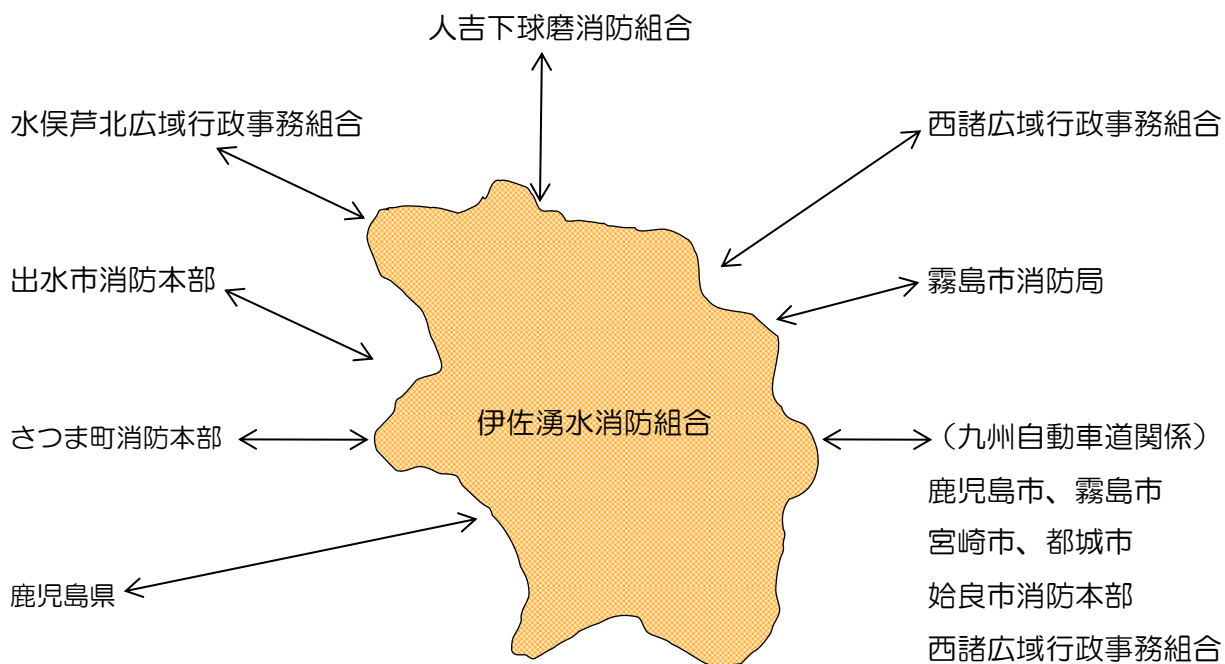 人吉下球磨消防組合
水俣芦北広域行政事務組合
西諸広域行政事務組合
出水市消防本部
霧島市消防局
伊佐湧水消防組合
さつま町消防本部
（九州自動車道関係）
鹿児島市、霧島市
宮崎市、都城市
姶良市消防本部
西諸広域行政事務組合
鹿児島県